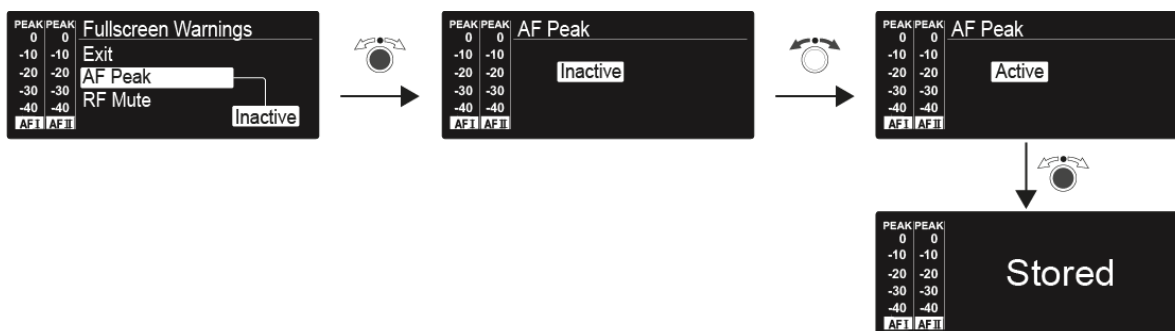 PEAK PEAK Fullscreen Warnings
0 0
-10 -10 Exit
-20 -20 AF Peak
-30 -30 RF Mute
-40 -40 Inactive
AF I AF II
PEAK PEAK AF Peak
0 0
-10 -10
-20 -20 Inactive
-30 -30
-40 -40
AF I AF II
PEAK PEAK AF Peak
0 0
-10 -10
-20 -20 Active
-30 -30
-40 -40
AF I AF II
PEAK PEAK
0 0
-10 -10
-20 -20 Stored
-30 -30
-40 -40
AF I AF II